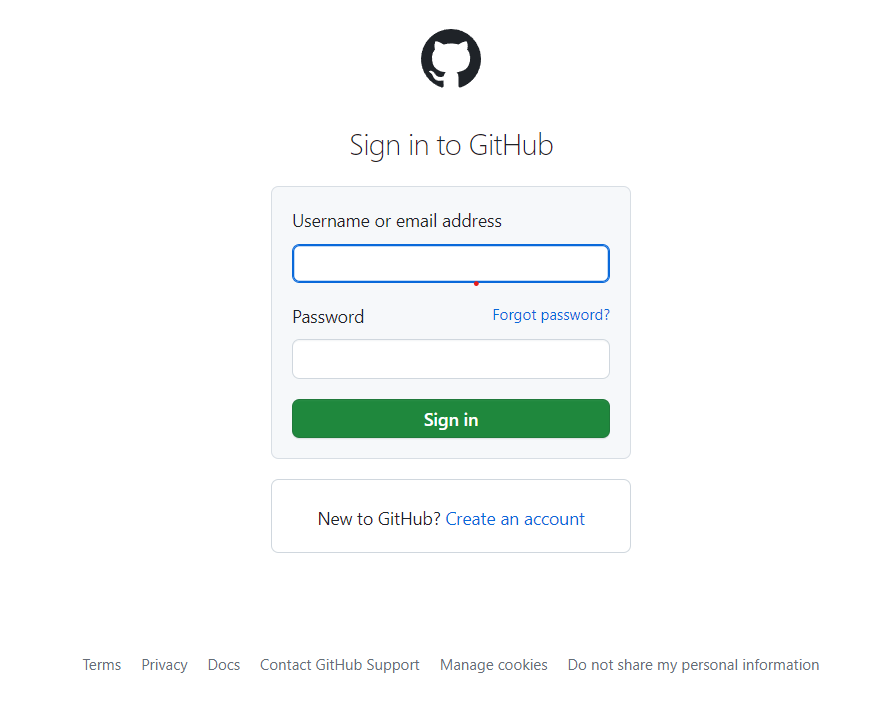 Sign in to GitHub
Username or email address
Password Forgot password?
Sign in
New to GitHub? Create an account
Terms Privacy Docs Contact GitHub Support Manage cookies Do not share my personal information